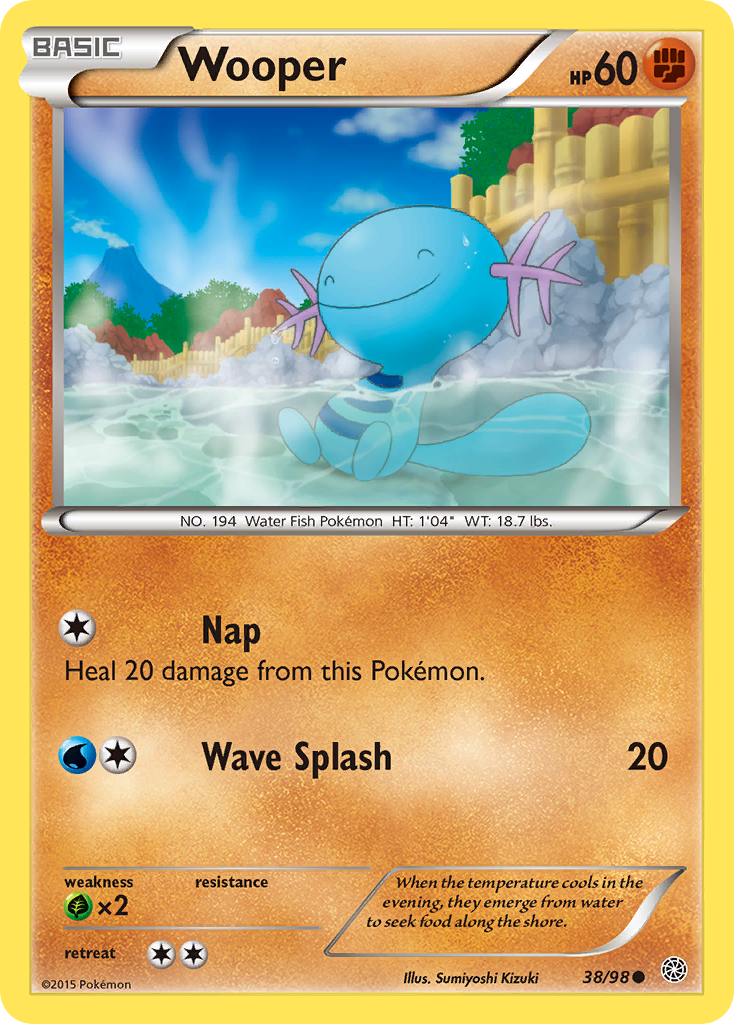 BASIC
Wooper
HP60
NO. 194 Water Fish Pokémon HT: 1'04" WT: 18.7 lbs.
Nap
Heal 20 damage from this Pokémon.
Wave Splash 20
weakness resistance
×2
When the temperature cools in the
evening, they emerge from water
to seek food along the shore.
retreat
©2015 Pokémon
Illus. Sumiyoshi Kizuki
38/98